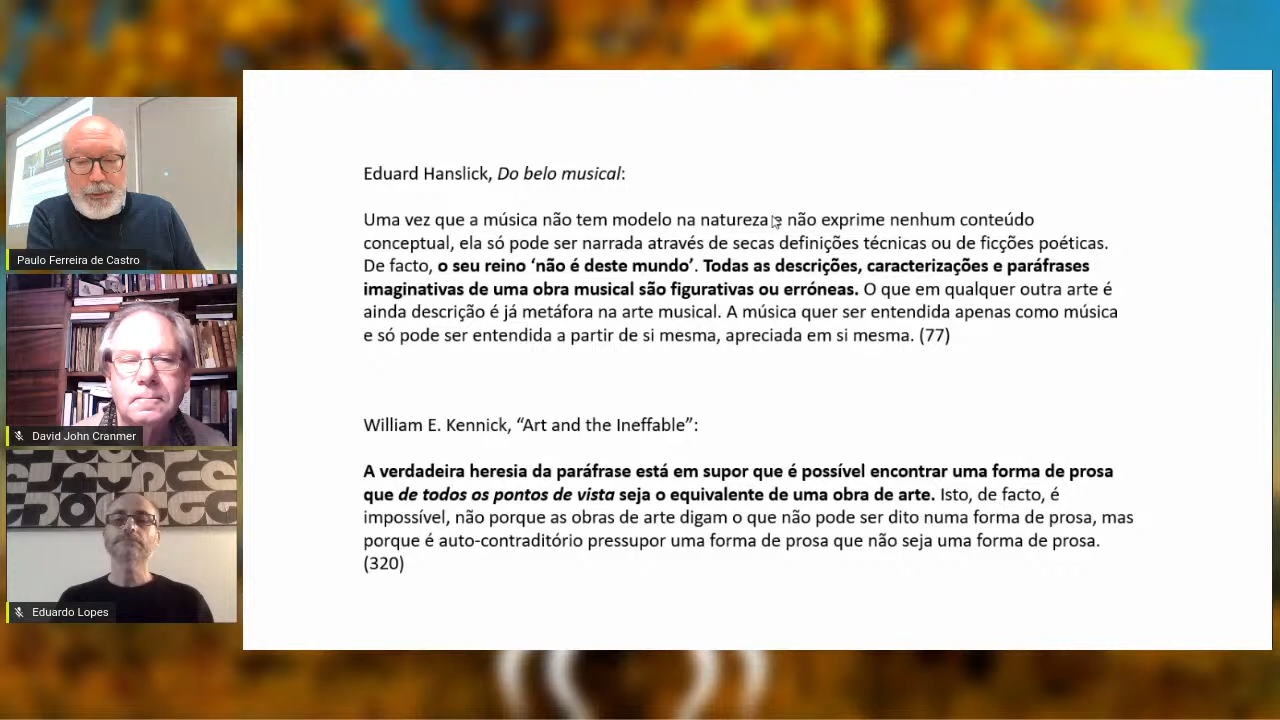 Paulo Ferreira de Castro
David John Cranmer
Eduardo Lopes
Eduard Hanslick, Do belo musical:
Uma vez que a música não tem modelo na natureza e não exprime nenhum conteúdo
conceptual, ela só pode ser narrada através de secas definições técnicas ou de ficções poéticas.
De facto, o seu reino ‘não é deste mundo’. Todas as descrições, caracterizações e paráfrases
imaginativas de uma obra musical são figurativas ou erróneas. O que em qualquer outra arte é
ainda descrição é já metáfora na arte musical. A música quer ser entendida apenas como música
e só pode ser entendida a partir de si mesma, apreciada em si mesma. (77)
William E. Kennick, “Art and the Ineffable”:
A verdadeira heresia da paráfrase está em supor que é possível encontrar uma forma de prosa
que de todos os pontos de vista seja o equivalente de uma obra de arte. Isto, de facto, é
impossível, não porque as obras de arte digam o que não pode ser dito numa forma de prosa, mas
porque é auto-contraditório pressupor uma forma de prosa que não seja uma forma de prosa.
(320)